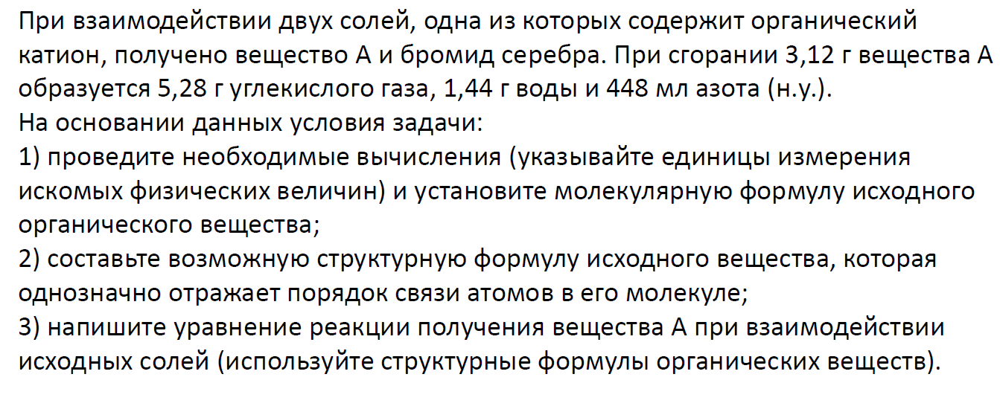 При взаимодействии двух солей, одна из которых содержит органический
катион, получено вещество А и бромид серебра. При сгорании 3,12 г вещества А
образуется 5,28 г углекислого газа, 1,44 г воды и 448 мл азота (н.у.).
На основании данных условия задачи:
1) проведите необходимые вычисления (указывайте единицы измерения
искомых физических величин) и установите молекулярную формулу исходного
органического вещества;
2) составьте возможную структурную формулу исходного вещества, которая
однозначно отражает порядок связи атомов в его молекуле;
3) напишите уравнение реакции получения вещества А при взаимодействии
исходных солей (используйте структурные формулы органических веществ).